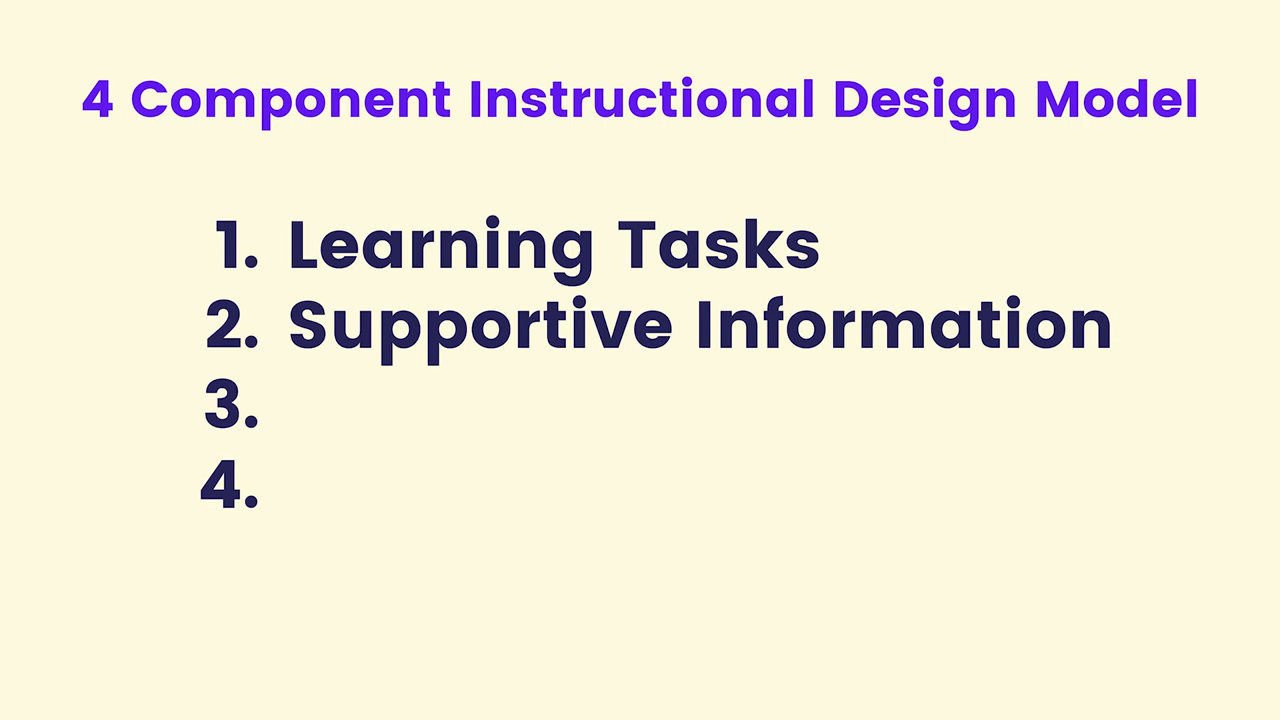 4 Component Instructional Design Model
1. Learning Tasks
2. Supportive Information
3.
4.